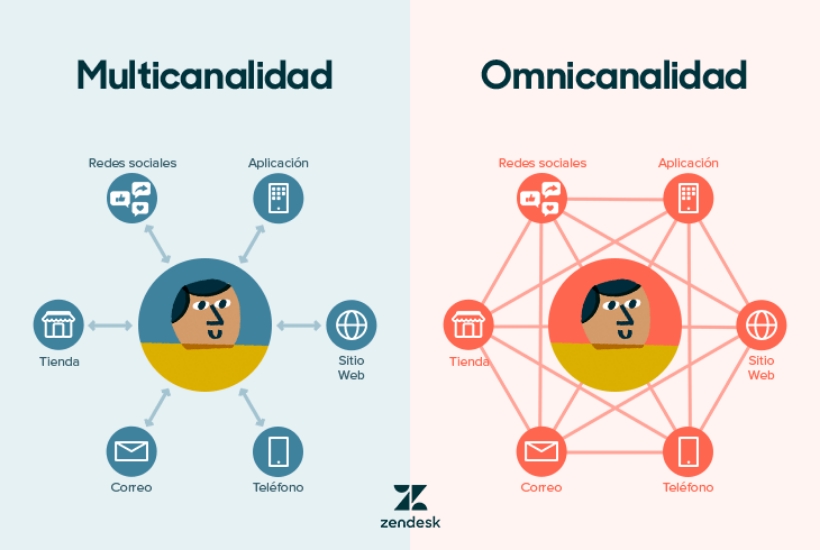 Multicanalidad
Redes sociales
Aplicación
Tienda
Sitio
Web
Correo
Teléfono
Omnicanalidad
Redes sociales
Aplicación
Tienda
Sitio
Web
Correo
Teléfono
zendesk